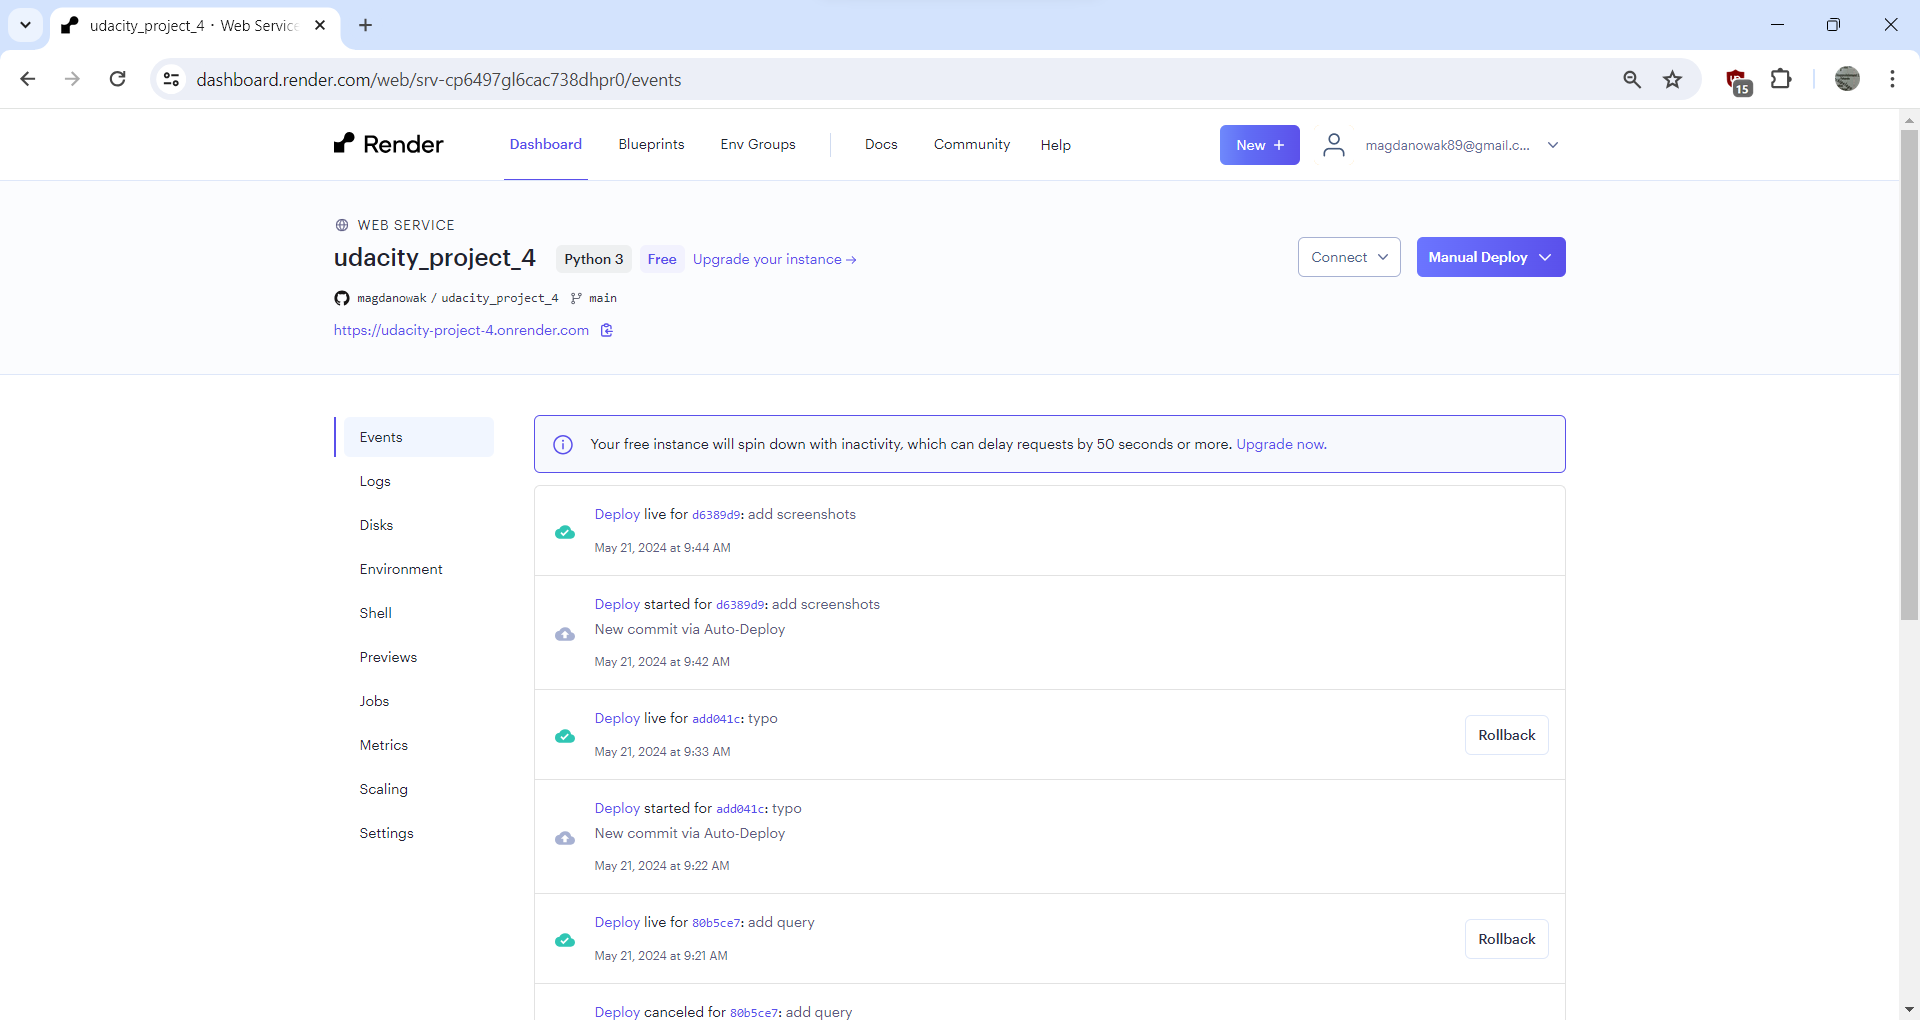 udacity_project_4 · Web Service
dashboard.render.com/web/srv-cp6497gl6cac738dhpr0/events
15
Render
Dashboard
Blueprints
Env Groups
Docs
Community
Help
New +
magdanowak89@gmail.c...
WEB SERVICE
udacity_project_4
Python 3
Free
Upgrade your instance →
Connect
Manual Deploy
magdanowak / udacity_project_4
main
https://udacity-project-4.onrender.com
Events
Logs
Disks
Environment
Shell
Previews
Jobs
Metrics
Scaling
Settings
Your free instance will spin down with inactivity, which can delay requests by 50 seconds or more. Upgrade now.
Deploy live for d6389d9: add screenshots
May 21, 2024 at 9:44 AM
Deploy started for d6389d9: add screenshots
New commit via Auto-Deploy
May 21, 2024 at 9:42 AM
Deploy live for add041c: typo
May 21, 2024 at 9:33 AM
Rollback
Deploy started for add041c: typo
New commit via Auto-Deploy
May 21, 2024 at 9:22 AM
Deploy live for 80b5ce7: add query
May 21, 2024 at 9:21 AM
Rollback
Deploy canceled for 80b5ce7: add query